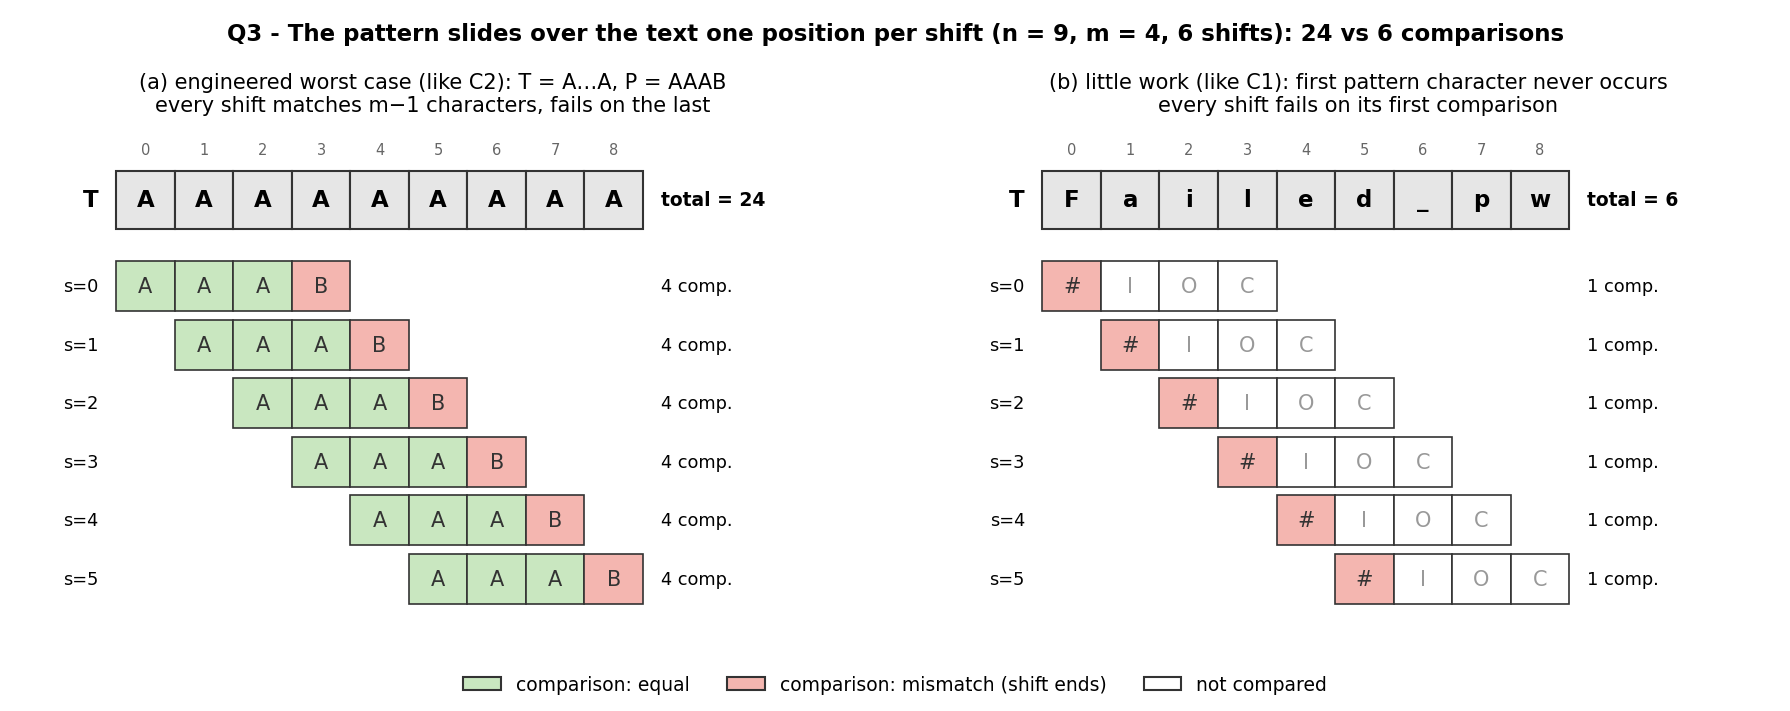 Q3 - The pattern slides over the text one position per shift (n = 9, m = 4, 6 shifts): 24 vs 6 comparisons
(a) engineered worst case (like C2): T = A...A, P = AAAB
every shift matches m−1 characters, fails on the last
0 1 2 3 4 5 6 7 8
T A A A A A A A A A total = 24
s=0 A A A B 4 comp.
s=1 A A A B 4 comp.
s=2 A A A B 4 comp.
s=3 A A A B 4 comp.
s=4 A A A B 4 comp.
s=5 A A A B 4 comp.
(b) little work (like C1): first pattern character never occurs
every shift fails on its first comparison
0 1 2 3 4 5 6 7 8
T F a i l e d _ p w total = 6
s=0 # I O C 1 comp.
s=1 # I O C 1 comp.
s=2 # I O C 1 comp.
s=3 # I O C 1 comp.
s=4 # I O C 1 comp.
s=5 # I O C 1 comp.
comparison: equal
comparison: mismatch (shift ends)
not compared